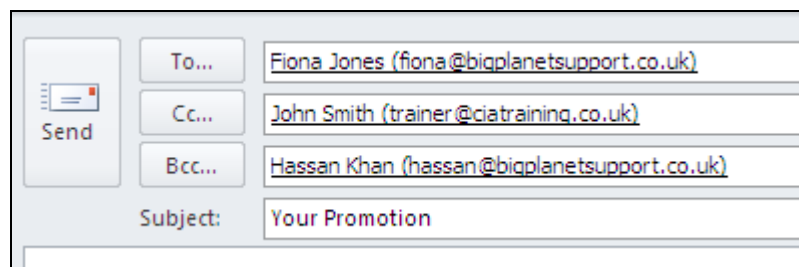 To... Fiona Jones (fiona@bigplanetsupport.co.uk)
Cc... John Smith (trainer@ciatraining.co.uk)
Send
Bcc... Hassan Khan (hassan@bigplanetsupport.co.uk)
Subject: Your Promotion